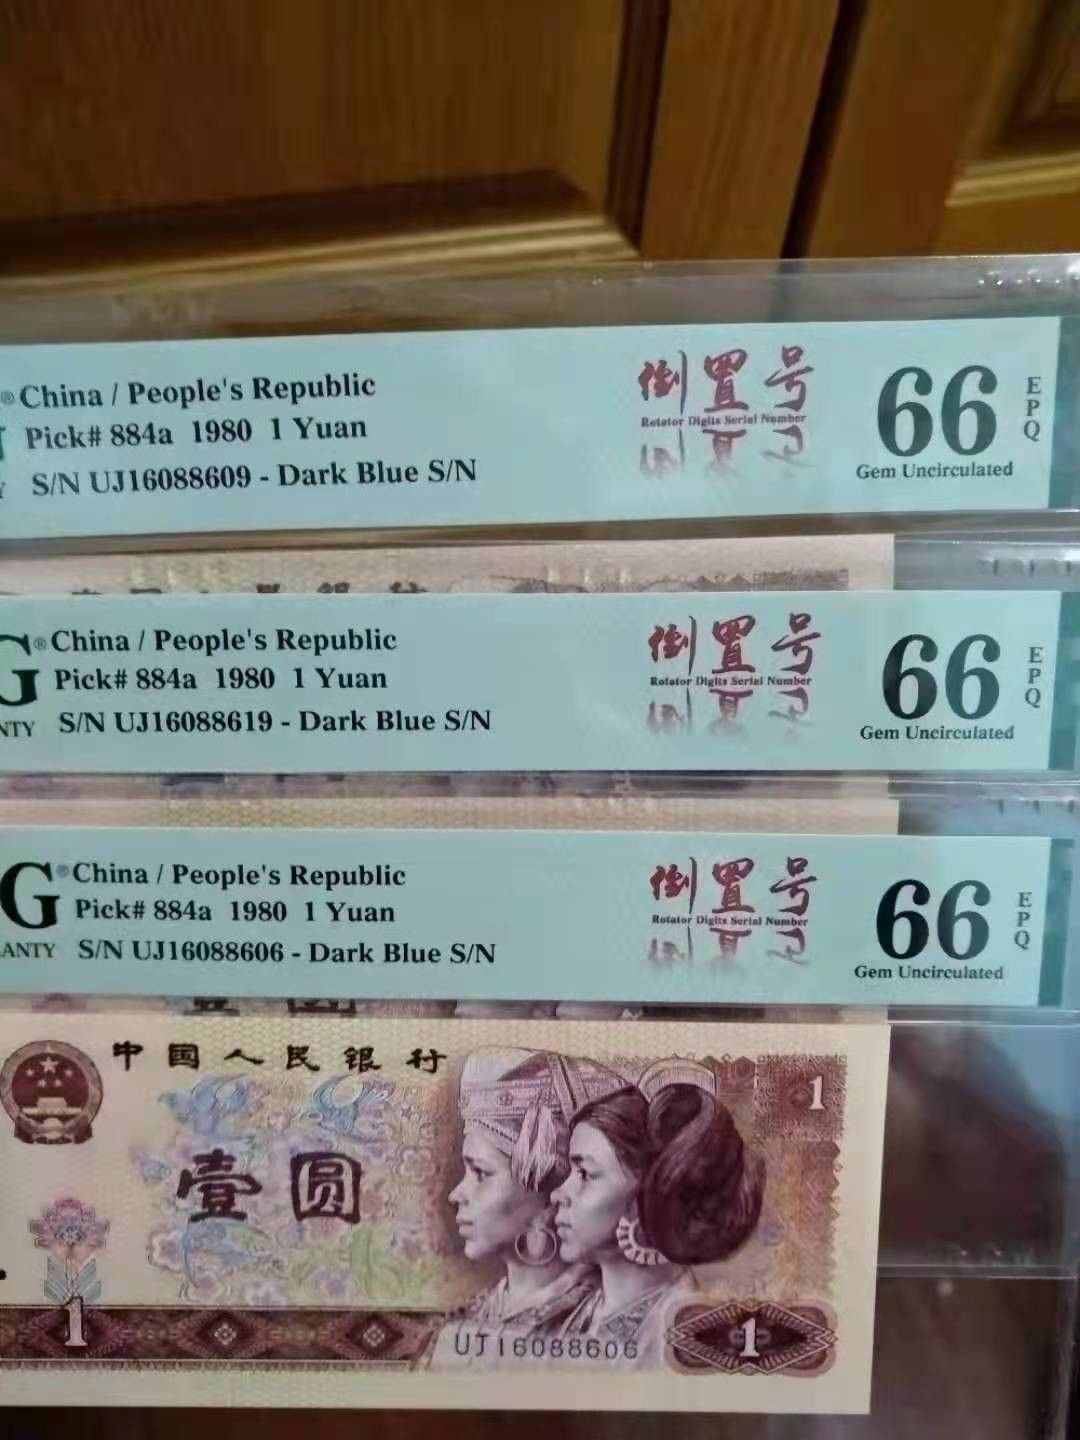 ® China / People's Republic
Pick# 884a 1980 1 Yuan
S/N UJ16088609 - Dark Blue S/N
倒置号
Rotator Digits Serial Number
66
EPQ
Gem Uncirculated
G® China / People's Republic
Pick# 884a 1980 1 Yuan
NTY S/N UJ16088619 - Dark Blue S/N
倒置号
Rotator Digits Serial Number
66
EPQ
Gem Uncirculated
G® China / People's Republic
Pick# 884a 1980 1 Yuan
ANTY S/N UJ16088606 - Dark Blue S/N
倒置号
Rotator Digits Serial Number
66
EPQ
Gem Uncirculated
中国人民银行
1
壹圆
1
UJ16088606
1